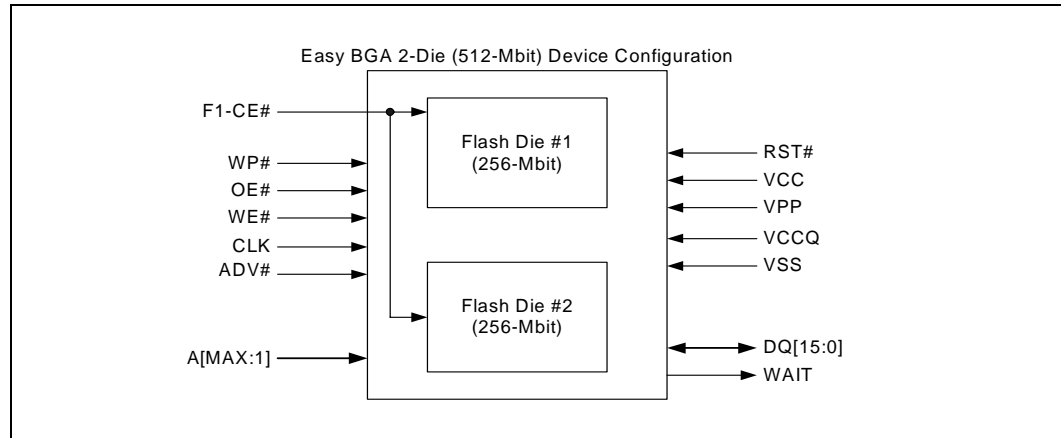 Easy BGA 2-Die (512-Mbit) Device Configuration
F1-CE#
WP#
OE#
WE#
CLK
ADV#
A[MAX:1]
Flash Die #1
(256-Mbit)
Flash Die #2
(256-Mbit)
RST#
VCC
VPP
VCCQ
VSS
DQ[15:0]
WAIT